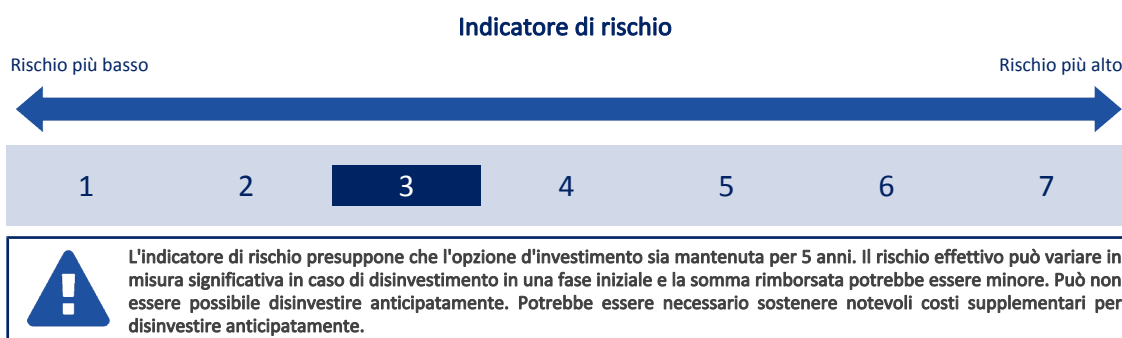 Indicatore di rischio
Rischio più basso
Rischio più alto
1 2 3 4 5 6 7
L'indicatore di rischio presuppone che l'opzione d'investimento sia mantenuta per 5 anni. Il rischio effettivo può variare in
misura significativa in caso di disinvestimento in una fase iniziale e la somma rimborsata potrebbe essere minore. Può non
essere possibile disinvestire anticipatamente. Potrebbe essere necessario sostenere notevoli costi supplementari per
disinvestire anticipatamente.